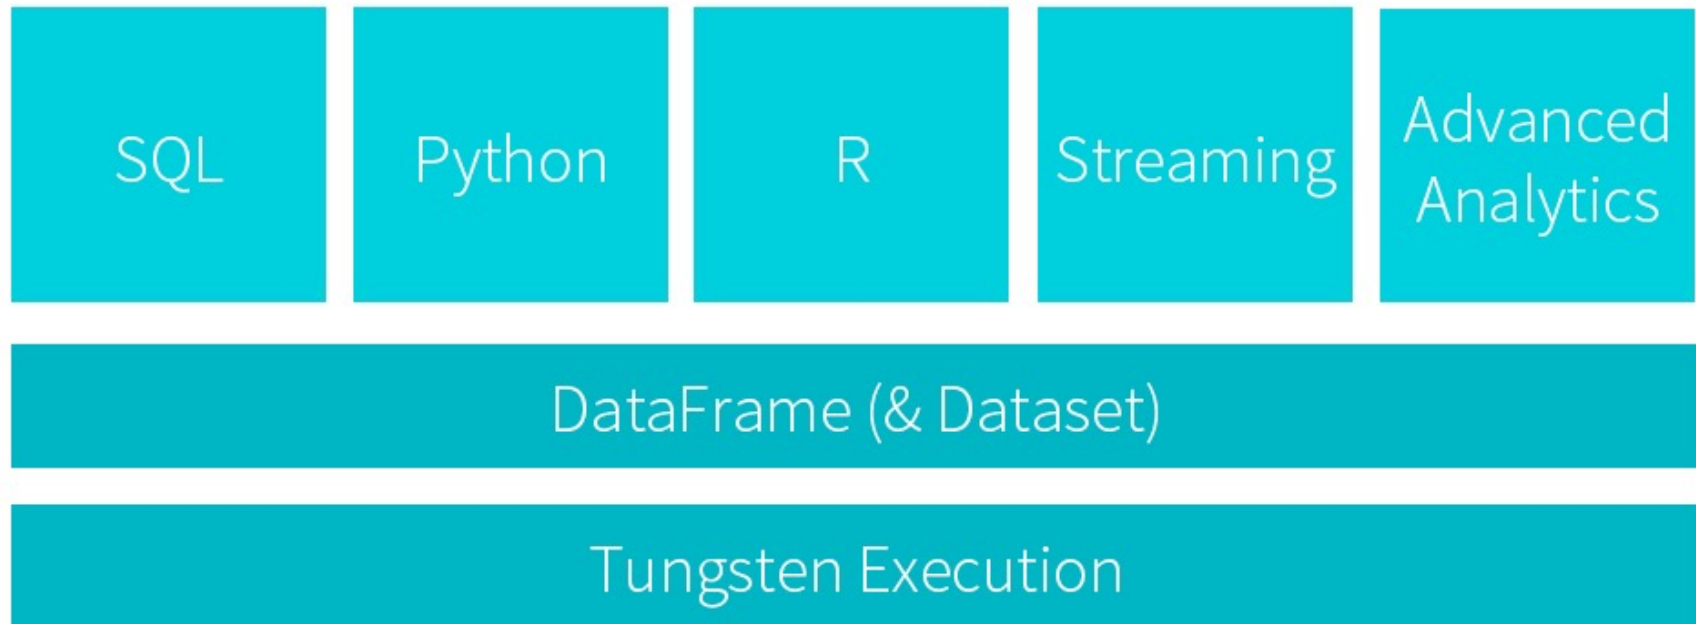 SQL
Python
R
Streaming
Advanced
Analytics
DataFrame (& Dataset)
Tungsten Execution